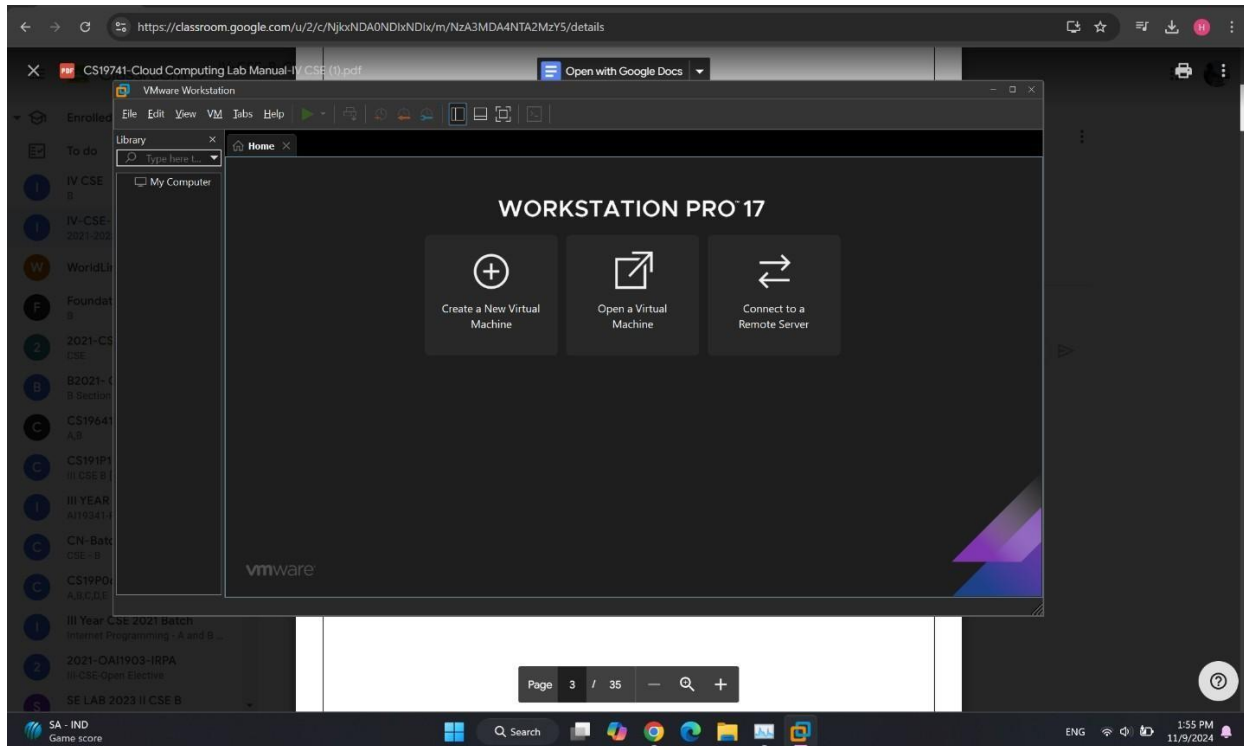 https://classroom.google.com/u/2/c/NjkxNDA0NDIxNDIx/m/NzA3MDA4NTA2MzY5/details
CS19741-Cloud Computing Lab Manual-IV CSE (1).pdf
Open with Google Docs
VMware Workstation
File Edit View VM Tabs Help
Library
Home
Type here t...
My Computer
WORKSTATION PRO™ 17
Create a New Virtual
Machine
Open a Virtual
Machine
Connect to a
Remote Server
vmware
Enrolled
To do
IV CSE
B
IV-CSE-
2021-202
Foundat
B
2021-CS
CSE
B2021-
B Section
CS19641
A,B
CS191P1
III CSE B
III YEAR
CN-Batc
CSE - B
A,B,C,D,E
III Year CSE 2021 Batch
Internet Programming - A and B ...
2021-OAI1903-IRPA
III-CSE-Open Elective
SE LAB 2023 II CSE B
Page 3 / 35
SA - IND
Game score
Search
ENG
1:55 PM
11/9/2024